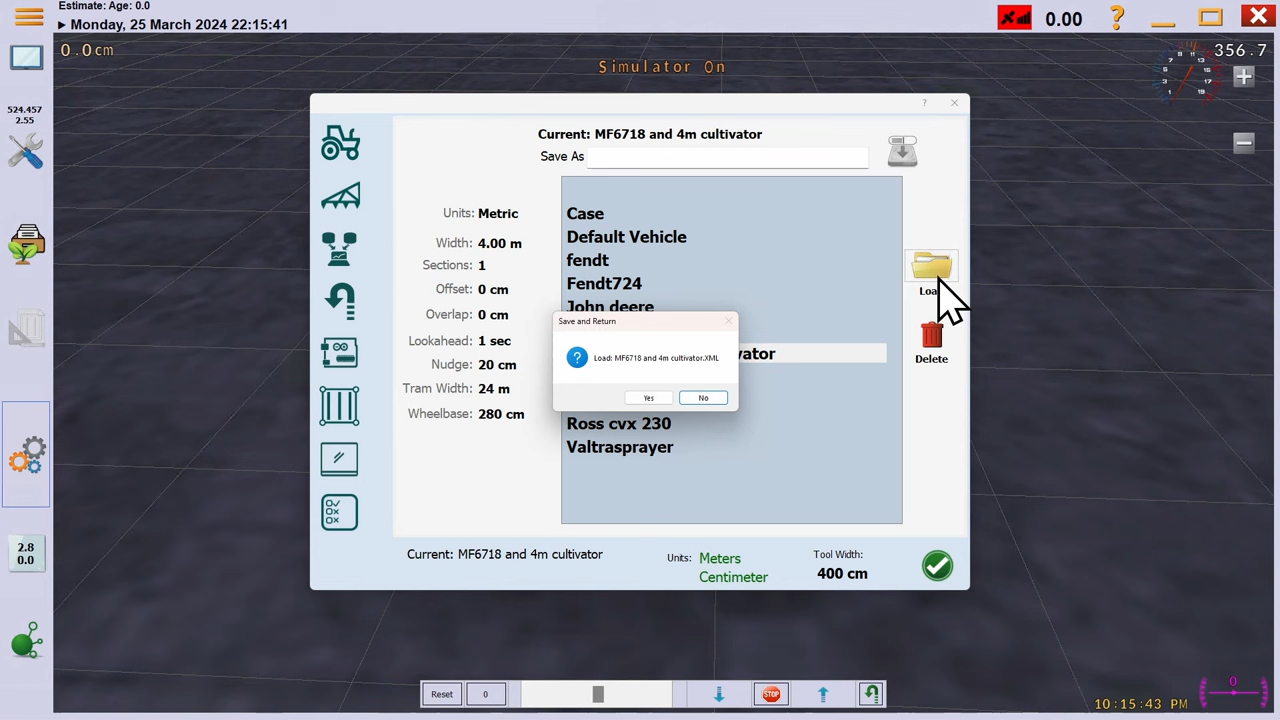 Estimate: Age: 0.0
▸ Monday, 25 March 2024 22:15:41
0.00
?
0.0cm
Simulator On
356.7
524.457
2.55
? ×
Current: MF6718 and 4m cultivator
Save As
Units: Metric
Width: 4.00 m
Sections: 1
Offset: 0 cm
Overlap: 0 cm
Lookahead: 1 sec
Nudge: 20 cm
Tram Width: 24 m
Wheelbase: 280 cm
Case
Default Vehicle
fendt
Fendt724
John deere
vator
Ross cvx 230
Valtrasprayer
Load
Delete
Save and Return
Load: MF6718 and 4m cultivator.XML
Yes No
Current: MF6718 and 4m cultivator
Units: Meters
Centimeter
Tool Width:
400 cm
2.8
0.0
Reset 0
STOP
10:15:43 PM
0